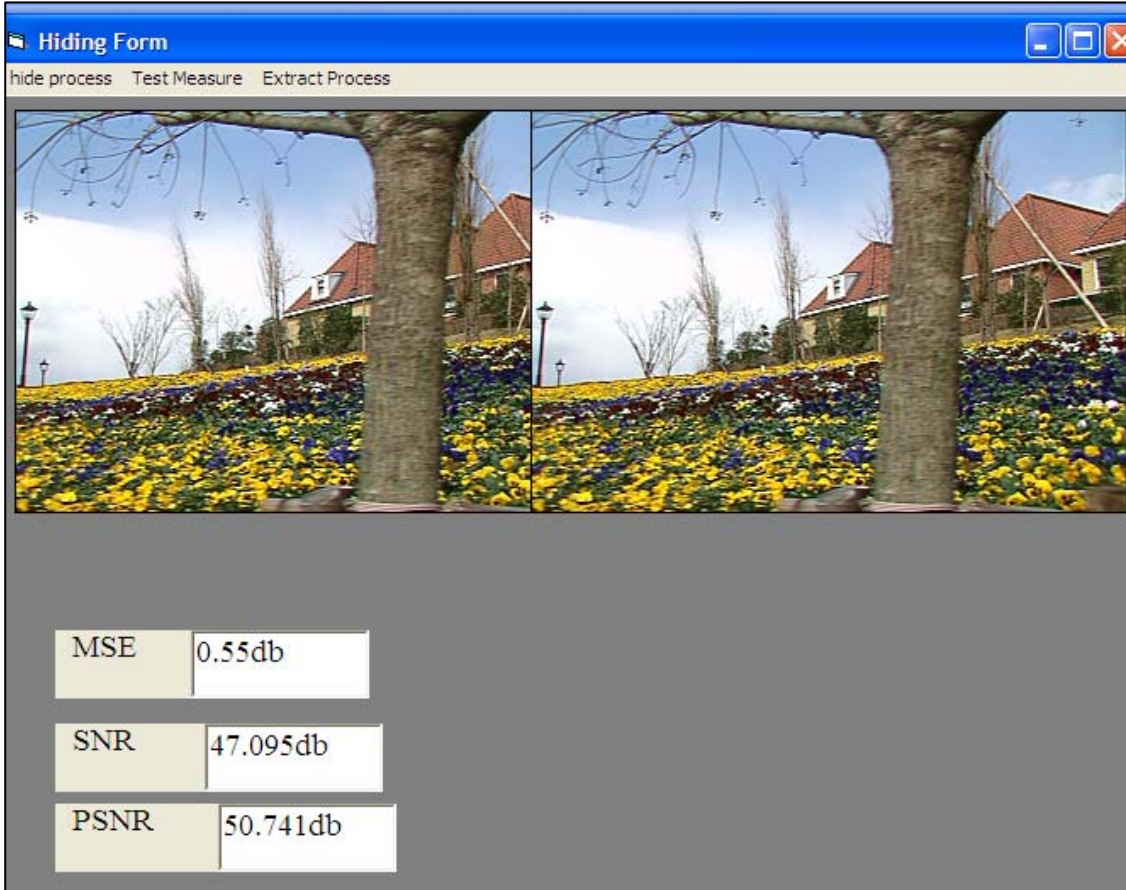 Hiding Form
hide process Test Measure Extract Process
MSE 0.55db
SNR 47.095db
PSNR 50.741db